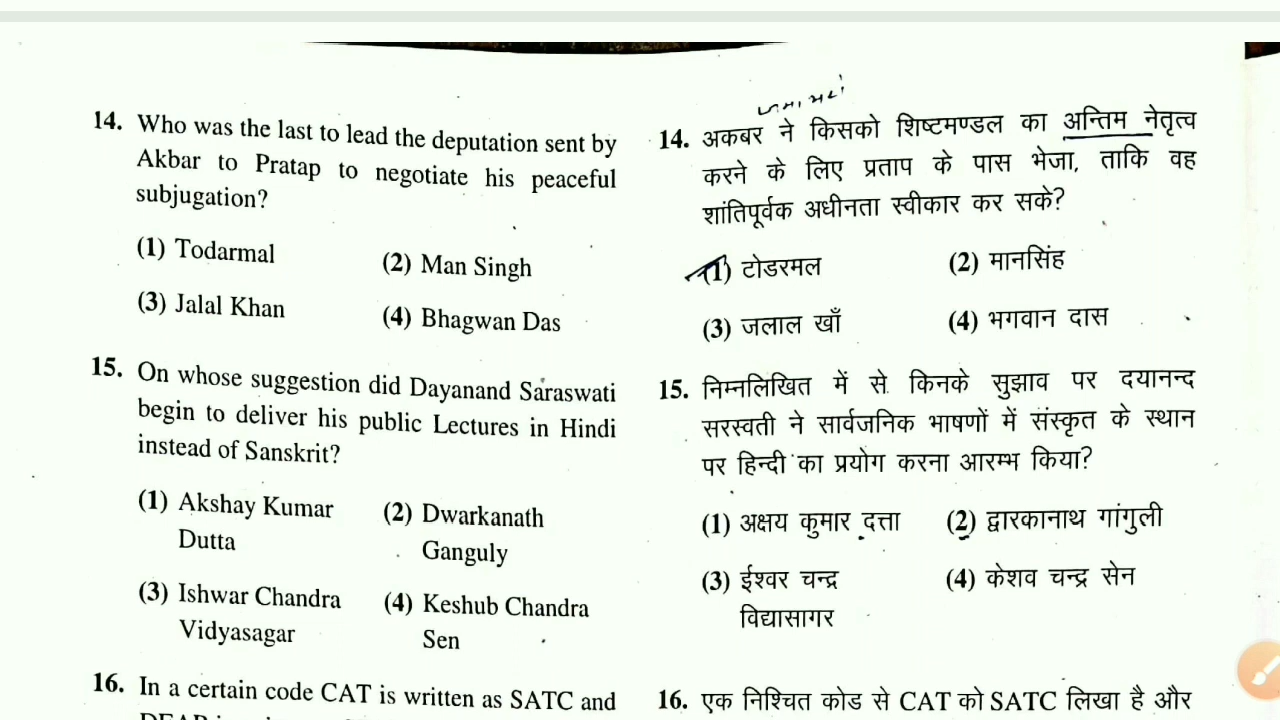 14. Who was the last to lead the deputation sent by
Akbar to Pratap to negotiate his peaceful
subjugation?
(1) Todarmal
(2) Man Singh
(3) Jalal Khan
(4) Bhagwan Das
15. On whose suggestion did Dayanand Saraswati
begin to deliver his public Lectures in Hindi
instead of Sanskrit?
(1) Akshay Kumar
Dutta
(2) Dwarkanath
Ganguly
(3) Ishwar Chandra
Vidyasagar
(4) Keshub Chandra
Sen
16. In a certain code CAT is written as SATC and
14. अकबर ने किसको शिष्टमण्डल का अन्तिम नेतृत्व
करने के लिए प्रताप के पास भेजा, ताकि वह
शांतिपूर्वक अधीनता स्वीकार कर सके?
(1) टोडरमल
(2) मानसिंह
(3) जलाल खाँ
(4) भगवान दास
15. निम्नलिखित में से किनके सुझाव पर दयानन्द
सरस्वती ने सार्वजनिक भाषणों में संस्कृत के स्थान
पर हिन्दी का प्रयोग करना आरम्भ किया?
(1) अक्षय कुमार दत्ता
(2) द्वारकानाथ गांगुली
(3) ईश्वर चन्द्र
विद्यासागर
(4) केशव चन्द्र सेन
16. एक निश्चित कोड से CAT को SATC लिखा है और